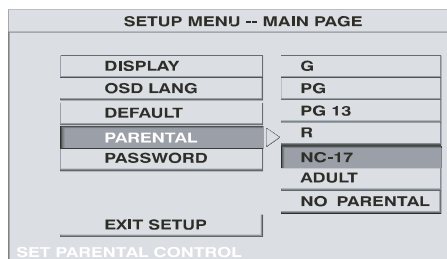 SETUP MENU -- MAIN PAGE
DISPLAY
OSD LANG
DEFAULT
PARENTAL
PASSWORD
EXIT SETUP
G
PG
PG 13
R
NC-17
ADULT
NO PARENTAL
SET PARENTAL CONTROL